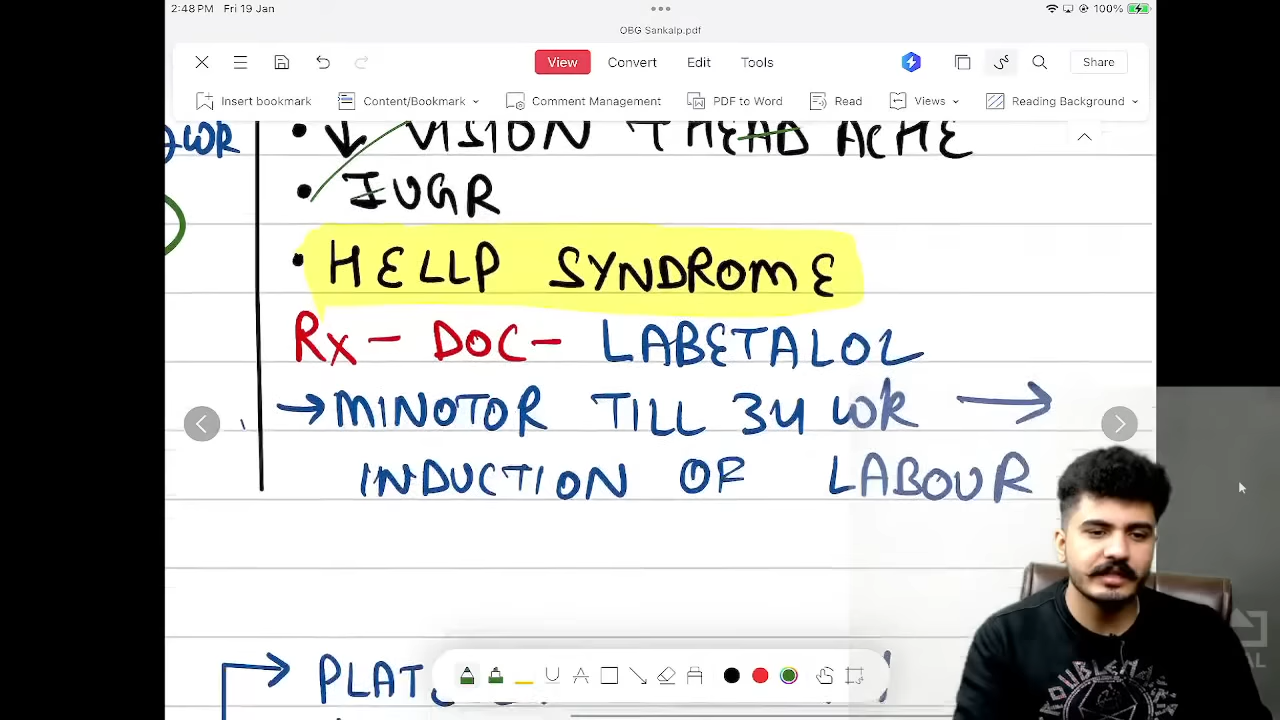 2:48 PM Fri 19 Jan
100%
OBG Sankalp.pdf
View Convert Edit Tools Share
Insert bookmark Content/Bookmark Comment Management PDF to Word Read Views Reading Background
• ↓ VISION + HEAD ACHE
• IUGR
• HELLP SYNDROME
Rx - DOC - LABETALOL
→ MINOTOR TILL 34 WK →
INDUCTION OF LABOUR